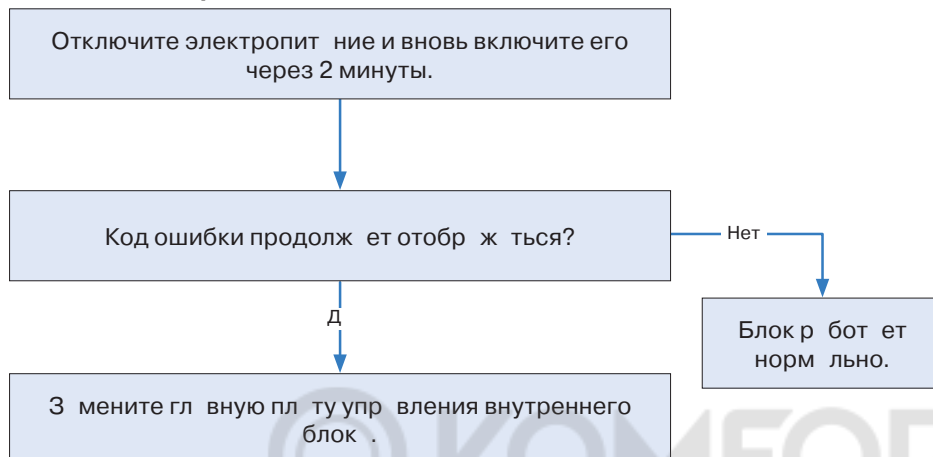 Отключите электропит ние и вновь включите его
через 2 минуты.
Код ошибки продолж ет отобр ж ться?
Нет
Д
Блок р бот ет
норм льно.
З мените гл вную пл ту упр вления внутреннего
блок .